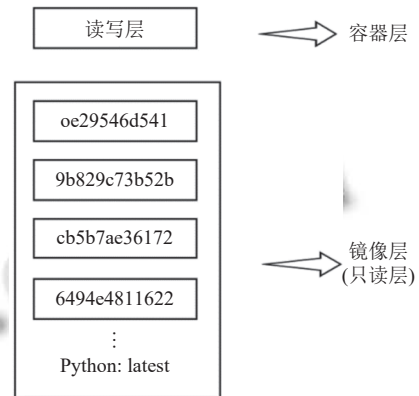 读写层
容器层
oe29546d541
9b829c73b52b
cb5b7ae36172
6494e4811622
⋮
Python: latest
镜像层
(只读层)